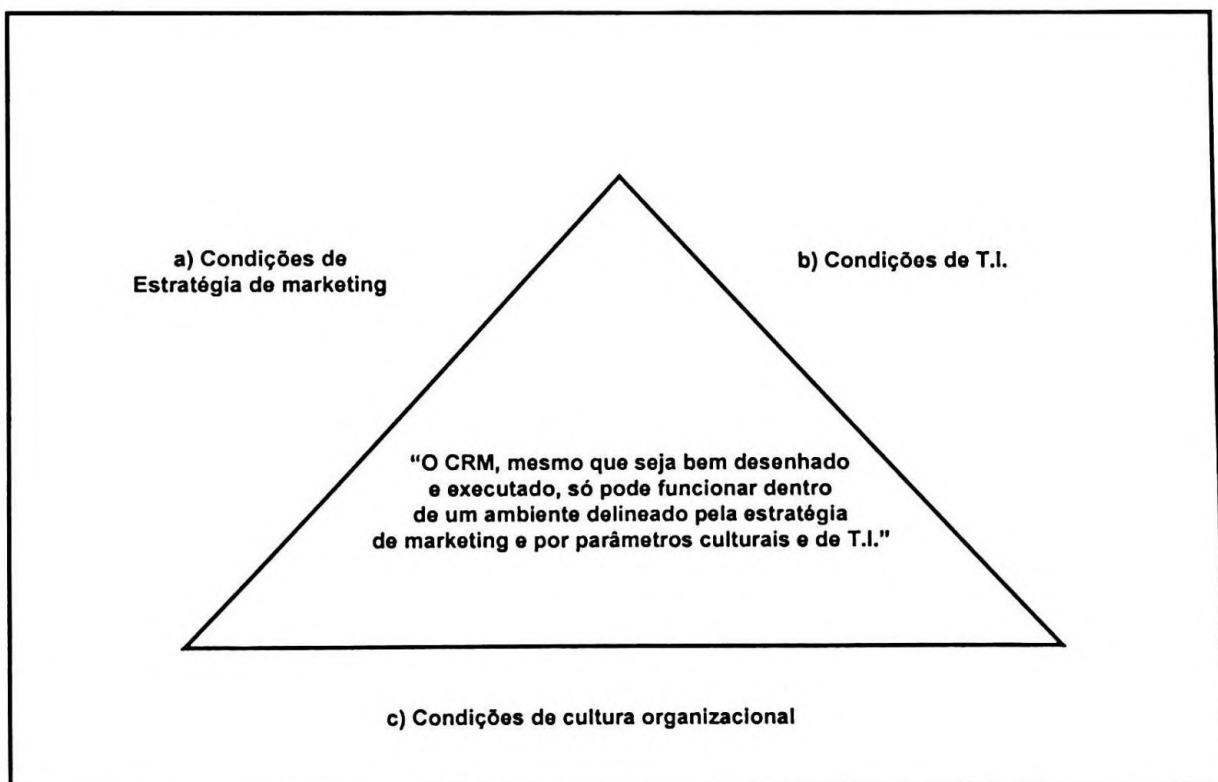 a) Condições de
Estratégia de marketing
b) Condições de T.I.
“O CRM, mesmo que seja bem desenhado
e executado, só pode funcionar dentro
de um ambiente delineado pela estratégia
de marketing e por parâmetros culturais e de T.I.”
c) Condições de cultura organizacional